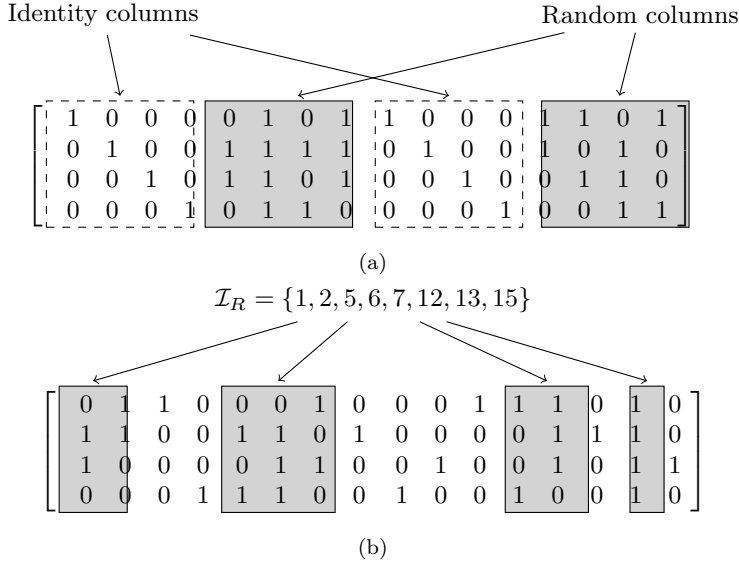 Identity columns Random columns
1 0 0 0 0 1 0 1 1 0 0 0 1 1 0 1
0 1 0 0 1 1 1 1 0 1 0 0 1 0 1 0
0 0 1 0 1 1 0 1 0 0 1 0 0 1 1 0
0 0 0 1 0 1 1 0 0 0 0 1 0 0 1 1
(a)
\mathcal{I}_R = {1, 2, 5, 6, 7, 12, 13, 15}
0 1 1 0 0 0 1 0 0 0 1 1 1 0 1 0
1 1 0 0 1 1 0 1 0 0 0 0 1 1 1 0
1 0 0 0 0 1 1 0 0 1 0 0 1 0 1 1
0 0 0 1 1 1 0 0 1 0 0 1 0 0 1 0
(b)